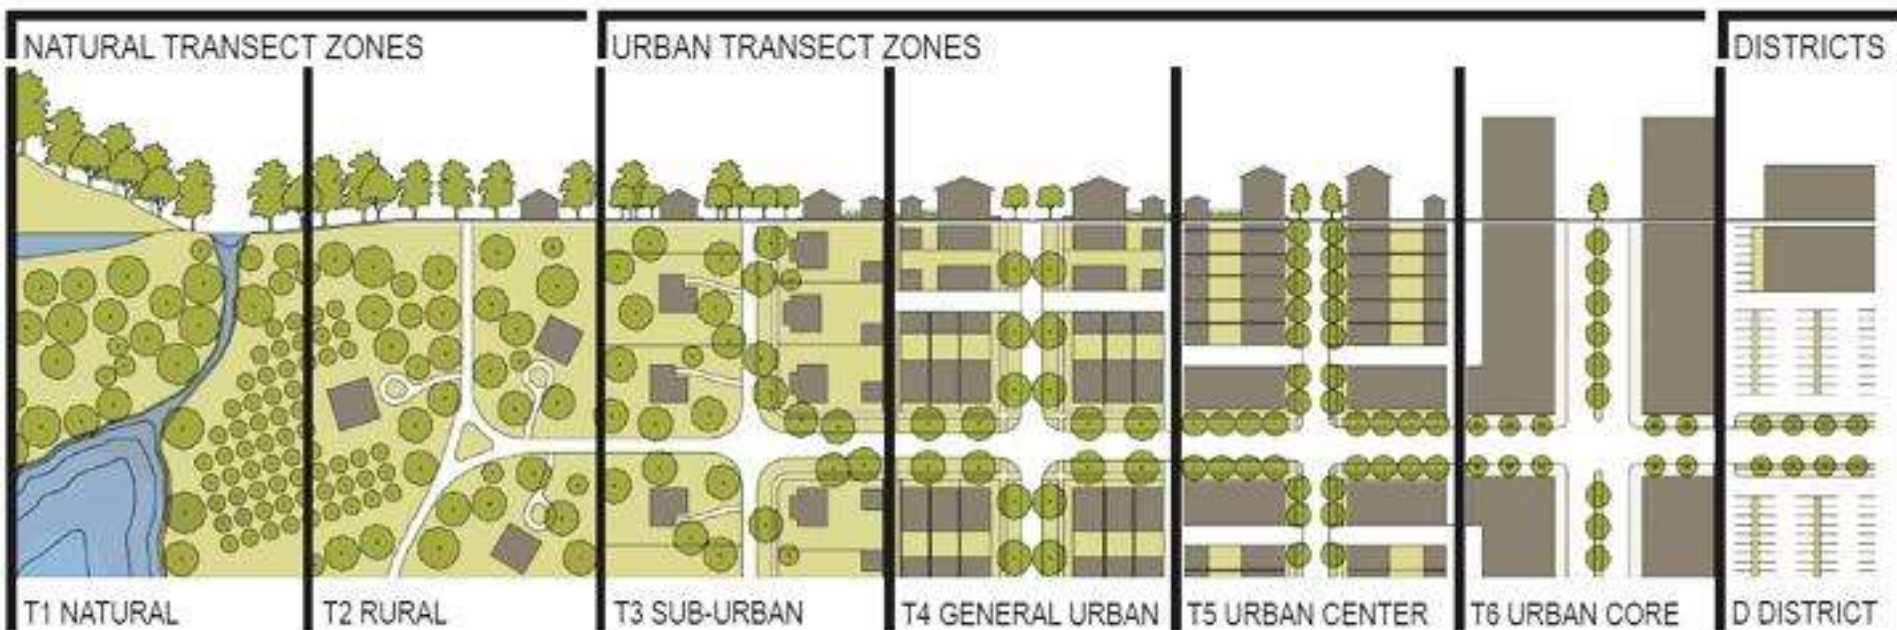 NATURAL TRANSECT ZONES
URBAN TRANSECT ZONES
DISTRICTS
T1 NATURAL
T2 RURAL
T3 SUB-URBAN
T4 GENERAL URBAN
T5 URBAN CENTER
T6 URBAN CORE
D DISTRICT